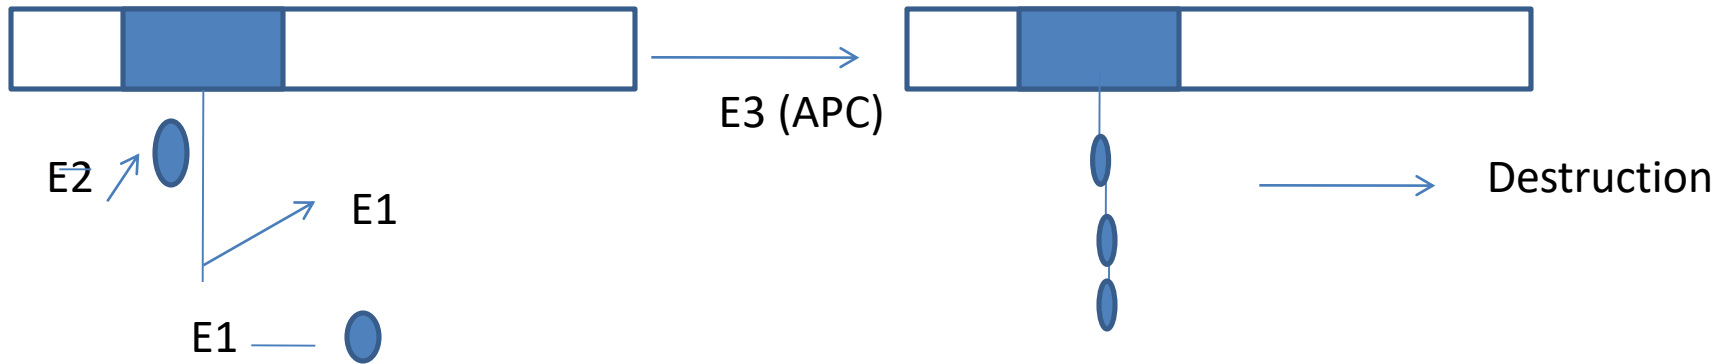 E3 (APC)
E2
E1
Destruction
E1